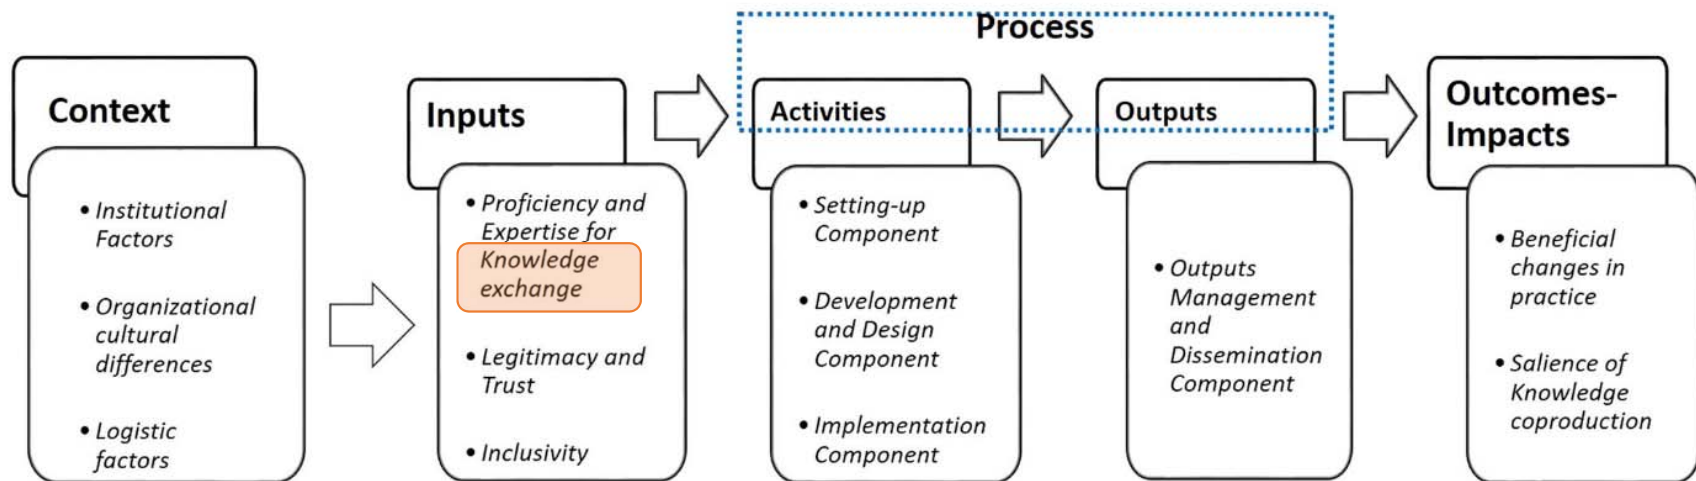 Process
Context
Inputs
Activities
Outputs
Outcomes-
Impacts
• Institutional
Factors
• Organizational
cultural
differences
• Logistic
factors
• Proficiency and
Expertise for
Knowledge
exchange
• Legitimacy and
Trust
• Inclusivity
• Setting-up
Component
• Development
and Design
Component
• Implementation
Component
• Outputs
Management
and
Dissemination
Component
• Beneficial
changes in
practice
• Salience of
Knowledge
coproduction